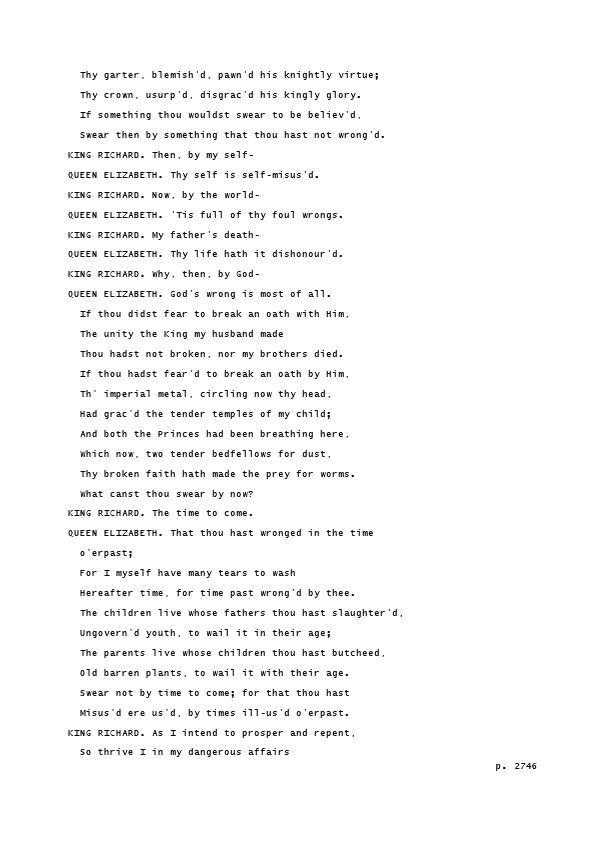 Thy garter, blemish'd, pawn'd his knightly virtue;
Thy crown, usurp'd, disgrac'd his kingly glory.
If something thou wouldst swear to be believ'd,
Swear then by something that thou hast not wrong'd.
KING RICHARD. Then, by my self-
QUEEN ELIZABETH. Thy self is self-misus'd.
KING RICHARD. Now, by the world-
QUEEN ELIZABETH. 'Tis full of thy foul wrongs.
KING RICHARD. My father's death-
QUEEN ELIZABETH. Thy life hath it dishonour'd.
KING RICHARD. Why, then, by God-
QUEEN ELIZABETH. God's wrong is most of all.
If thou didst fear to break an oath with Him,
The unity the King my husband made
Thou hadst not broken, nor my brothers died.
If thou hadst fear'd to break an oath by Him,
Th' imperial metal, circling now thy head,
Had grac'd the tender temples of my child;
And both the Princes had been breathing here,
Which now, two tender bedfellows for dust,
Thy broken faith hath made the prey for worms.
What canst thou swear by now?
KING RICHARD. The time to come.
QUEEN ELIZABETH. That thou hast wronged in the time
o'erpast;
For I myself have many tears to wash
Hereafter time, for time past wrong'd by thee.
The children live whose fathers thou hast slaughter'd,
Ungovern'd youth, to wail it in their age;
The parents live whose children thou hast butcheed,
Old barren plants, to wail it with their age.
Swear not by time to come; for that thou hast
Misus'd ere us'd, by times ill-us'd o'erpast.
KING RICHARD. As I intend to prosper and repent,
So thrive I in my dangerous affairs
p. 2746